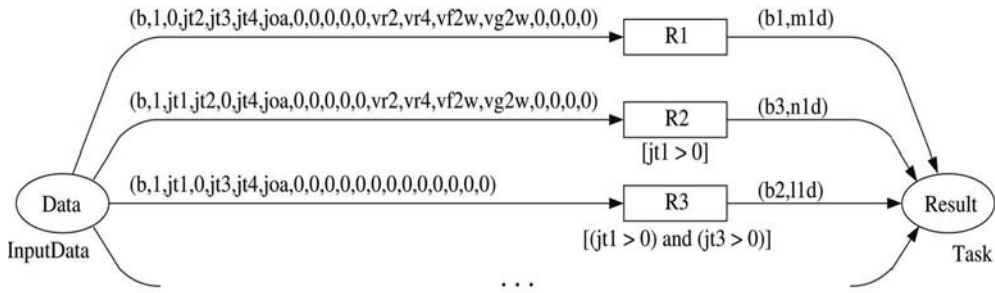 (b,1,0,jt2,jt3,jt4,joa,0,0,0,0,0,vr2,vr4,vf2w,vg2w,0,0,0,0)
R1
(b1,m1d)
(b,1,jt1,jt2,0,jt4,joa,0,0,0,0,0,vr2,vr4,vf2w,vg2w,0,0,0,0)
R2
(b3,n1d)
[jt1 > 0]
(b,1,jt1,0,jt3,jt4,joa,0,0,0,0,0,0,0,0,0,0,0,0,0)
R3
(b2,l1d)
Data
Result
[(jt1 > 0) and (jt3 > 0)]
InputData
Task
. . .